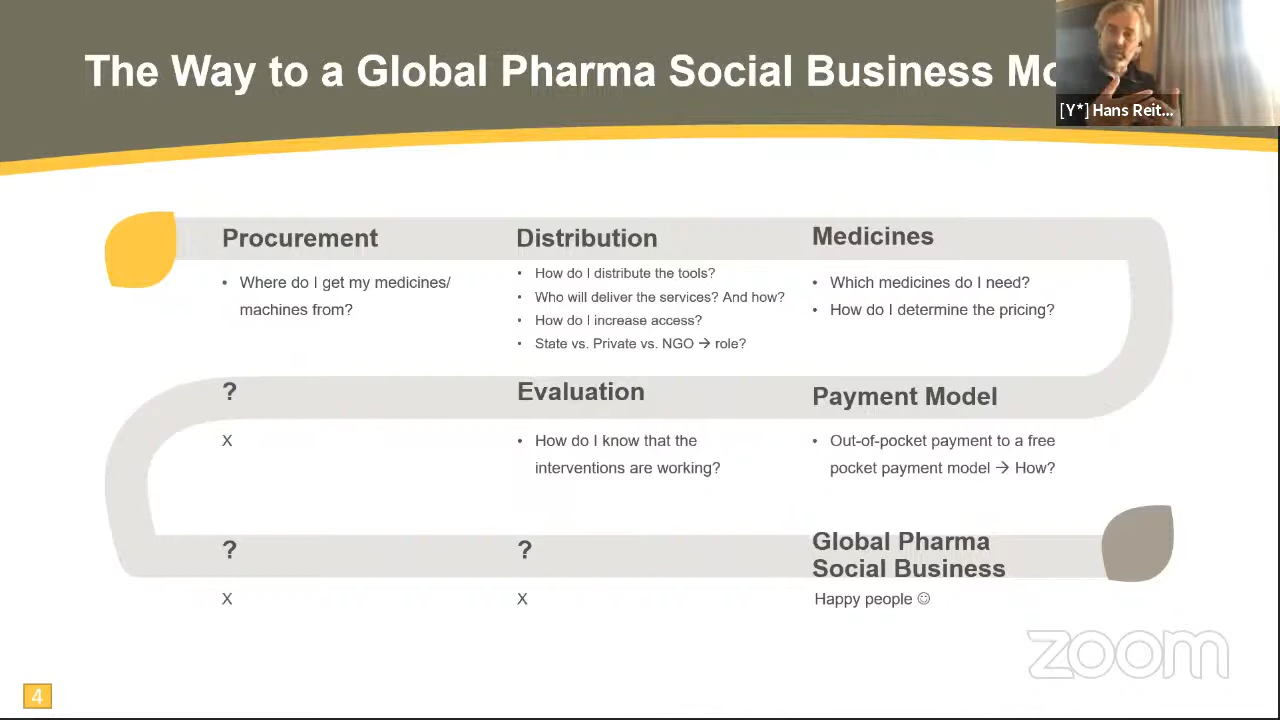 The Way to a Global Pharma Social Business Mo
[Y*] Hans Reit...
Procurement
• Where do I get my medicines/
machines from?
Distribution
• How do I distribute the tools?
• Who will deliver the services? And how?
• How do I increase access?
• State vs. Private vs. NGO → role?
Medicines
• Which medicines do I need?
• How do I determine the pricing?
?
X
Evaluation
• How do I know that the
interventions are working?
Payment Model
• Out-of-pocket payment to a free
pocket payment model → How?
?
X
?
X
Global Pharma
Social Business
Happy people ☺
zoom
4